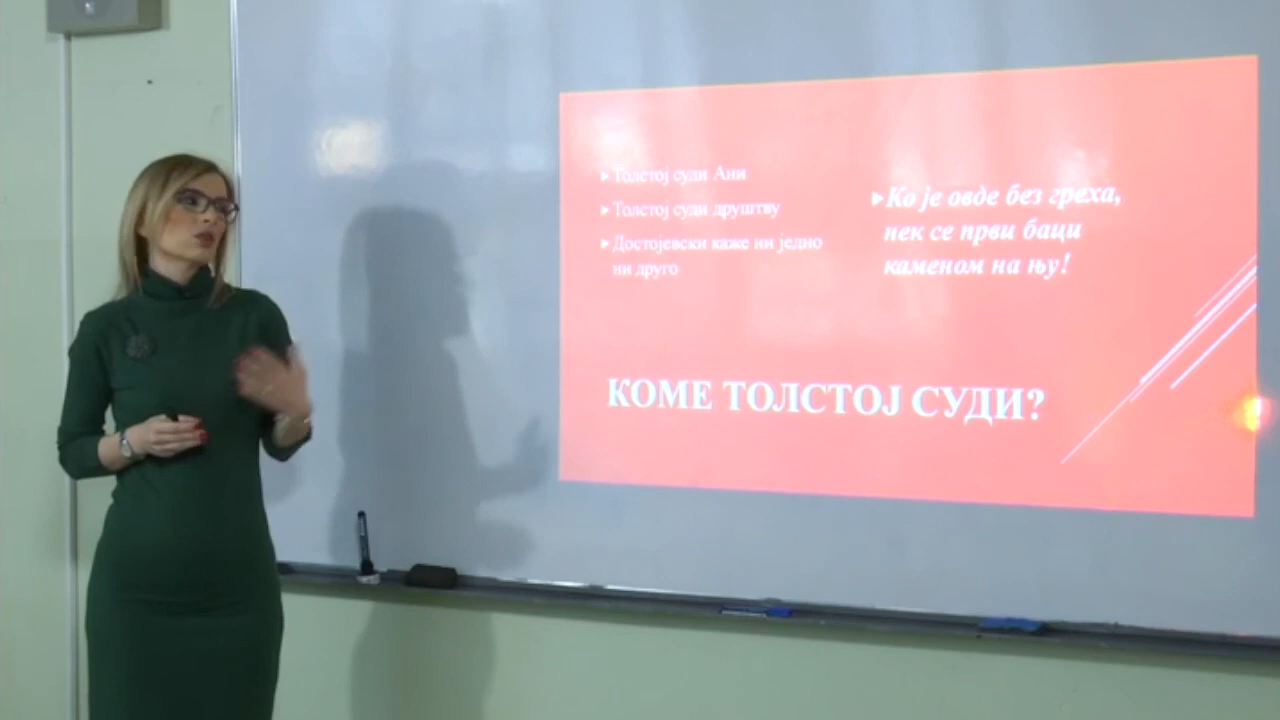 Толстој суди Ани
Толстој суди друштву
Достојевски каже ни једно
ни друго
Ко је овде без греха,
нек се први баци
каменом на њу!
КОМЕ ТОЛСТОЈ СУДИ?